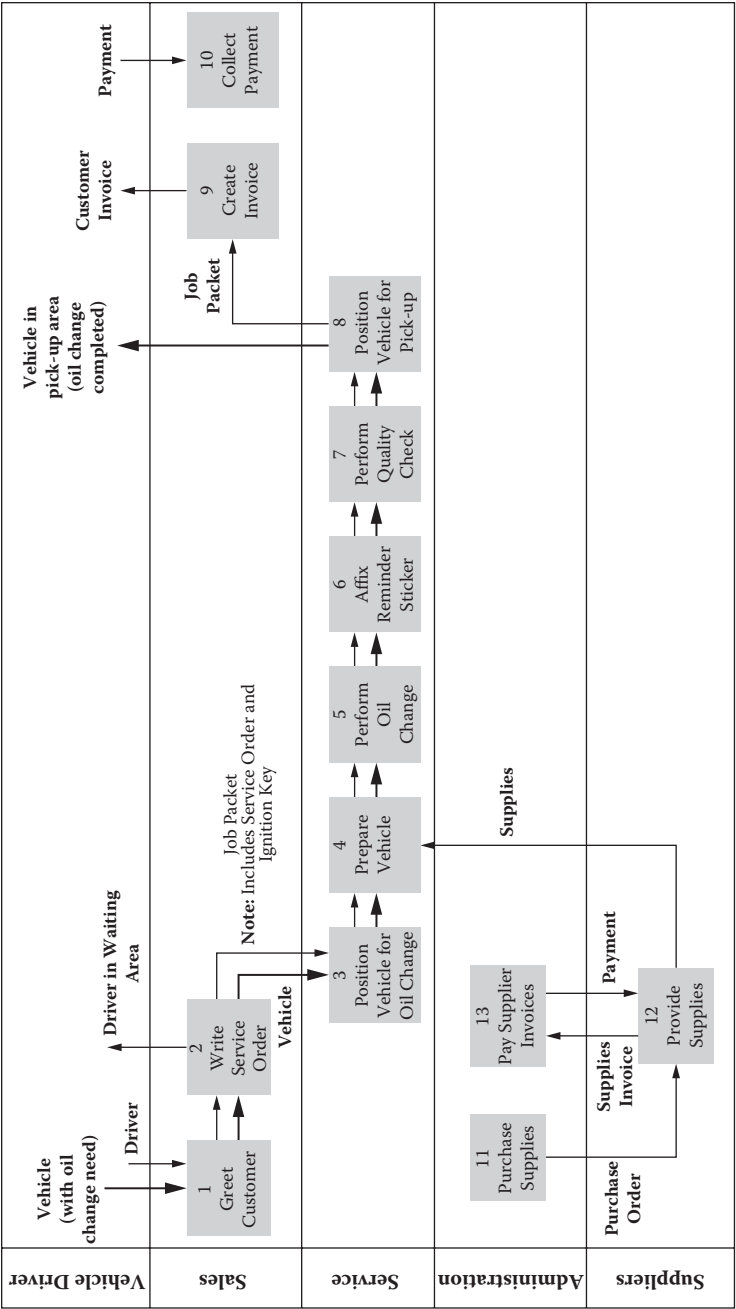 Vehicle Driver
Vehicle
(with oil
change need)
Driver
Driver in Waiting
Area
Vehicle in
pick-up area
(oil change
completed)
Customer
Invoice
Payment
Sales
1
Greet
Customer
2
Write
Service
Order
Vehicle
Job Packet
Note: Includes Service Order and
Ignition Key
Job
Packet
9
Create
Invoice
10
Collect
Payment
Service
3
Position
Vehicle for
Oil Change
4
Prepare
Vehicle
5
Perform
Oil
Change
6
Affix
Reminder
Sticker
7
Perform
Quality
Check
8
Position
Vehicle for
Pick-up
Administration
11
Purchase
Supplies
13
Pay Supplier
Invoices
Supplies
Suppliers
Purchase
Order
Supplies
Invoice
Payment
12
Provide
Supplies